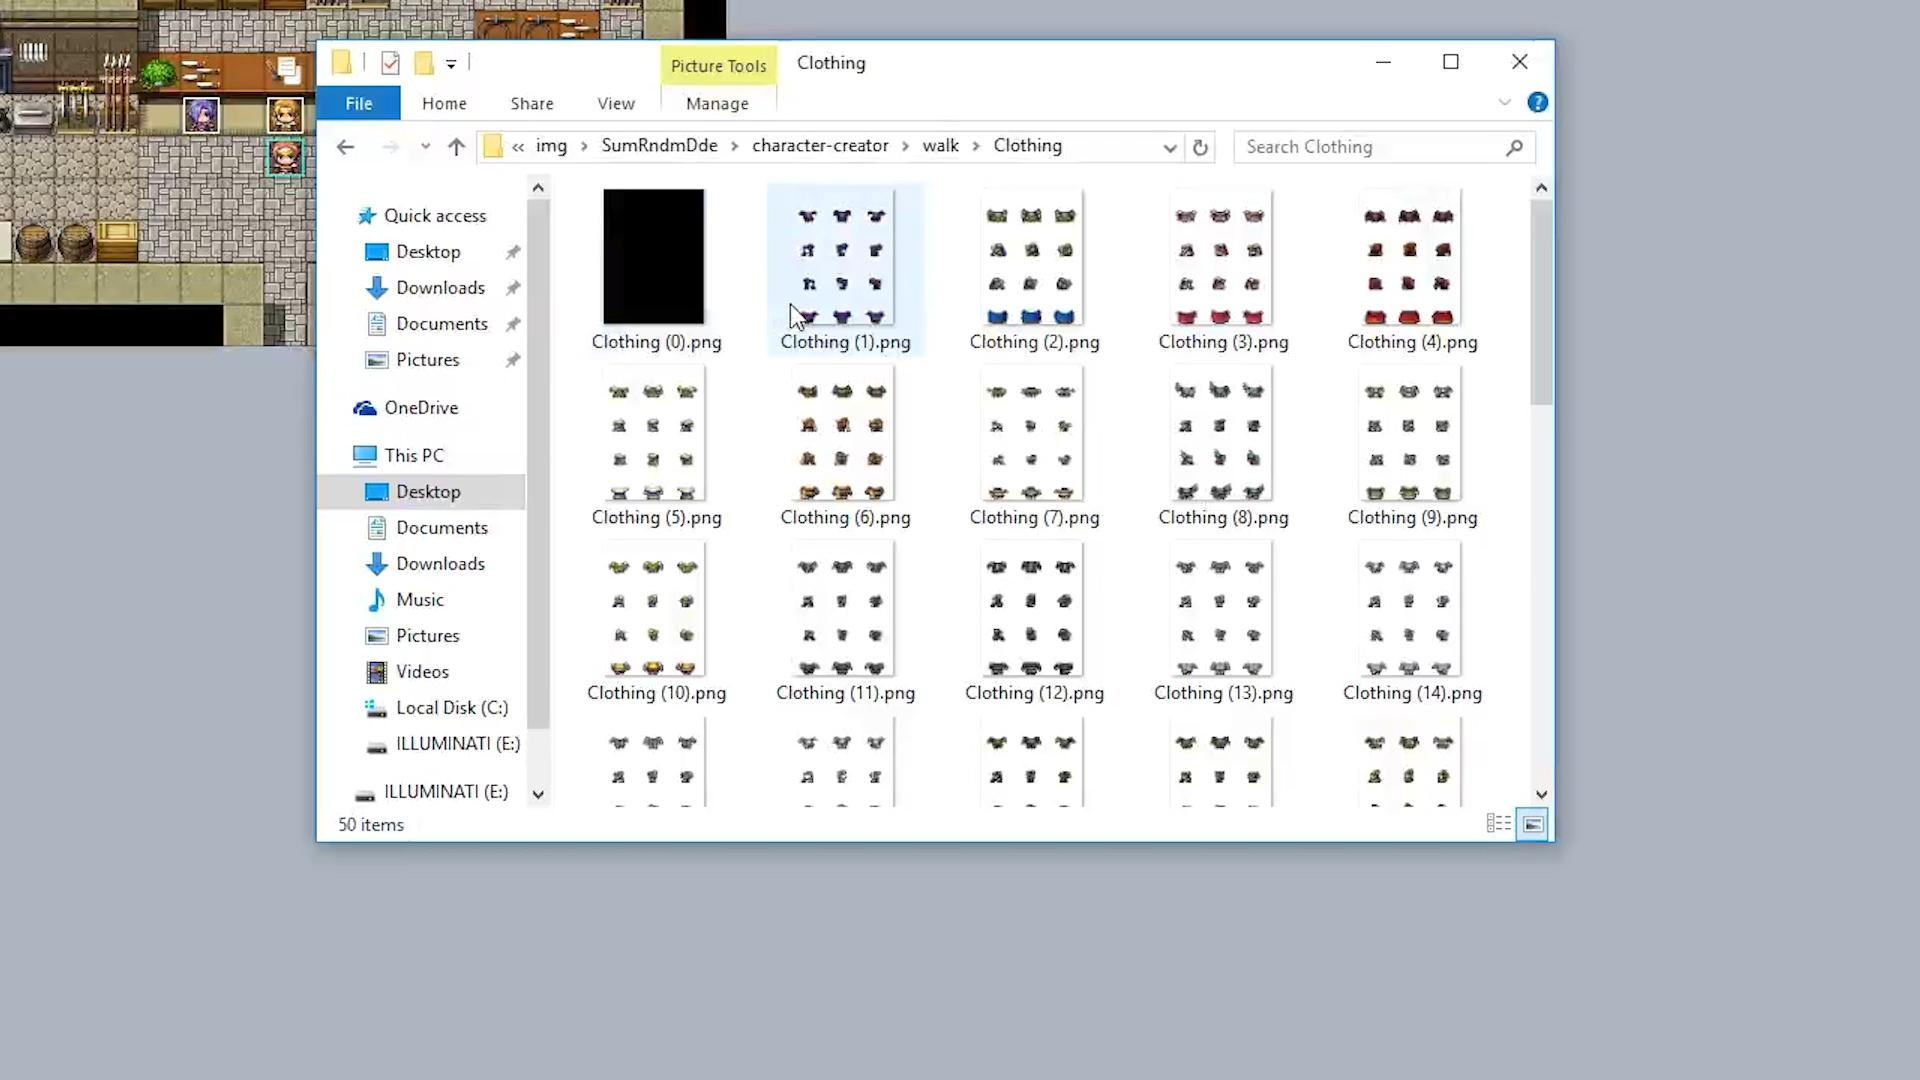 Picture Tools
Clothing
File
Home
Share
View
Manage
?
« img > SumRndmDde > character-creator > walk > Clothing
Search Clothing
Quick access
Desktop
Downloads
Documents
Pictures
OneDrive
This PC
Desktop
Documents
Downloads
Music
Pictures
Videos
Local Disk (C:)
ILLUMINATI (E:)
ILLUMINATI (E:)
Clothing (0).png
Clothing (1).png
Clothing (2).png
Clothing (3).png
Clothing (4).png
Clothing (5).png
Clothing (6).png
Clothing (7).png
Clothing (8).png
Clothing (9).png
Clothing (10).png
Clothing (11).png
Clothing (12).png
Clothing (13).png
Clothing (14).png
50 items